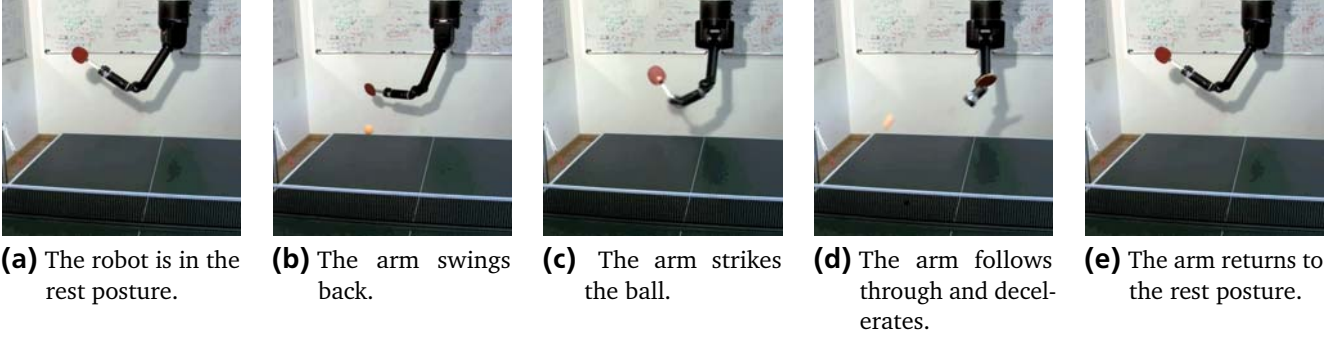 (a) The robot is in the
rest posture.
(b) The arm swings
back.
(c) The arm strikes
the ball.
(d) The arm follows
through and decel-
erates.
(e) The arm returns to
the rest posture.